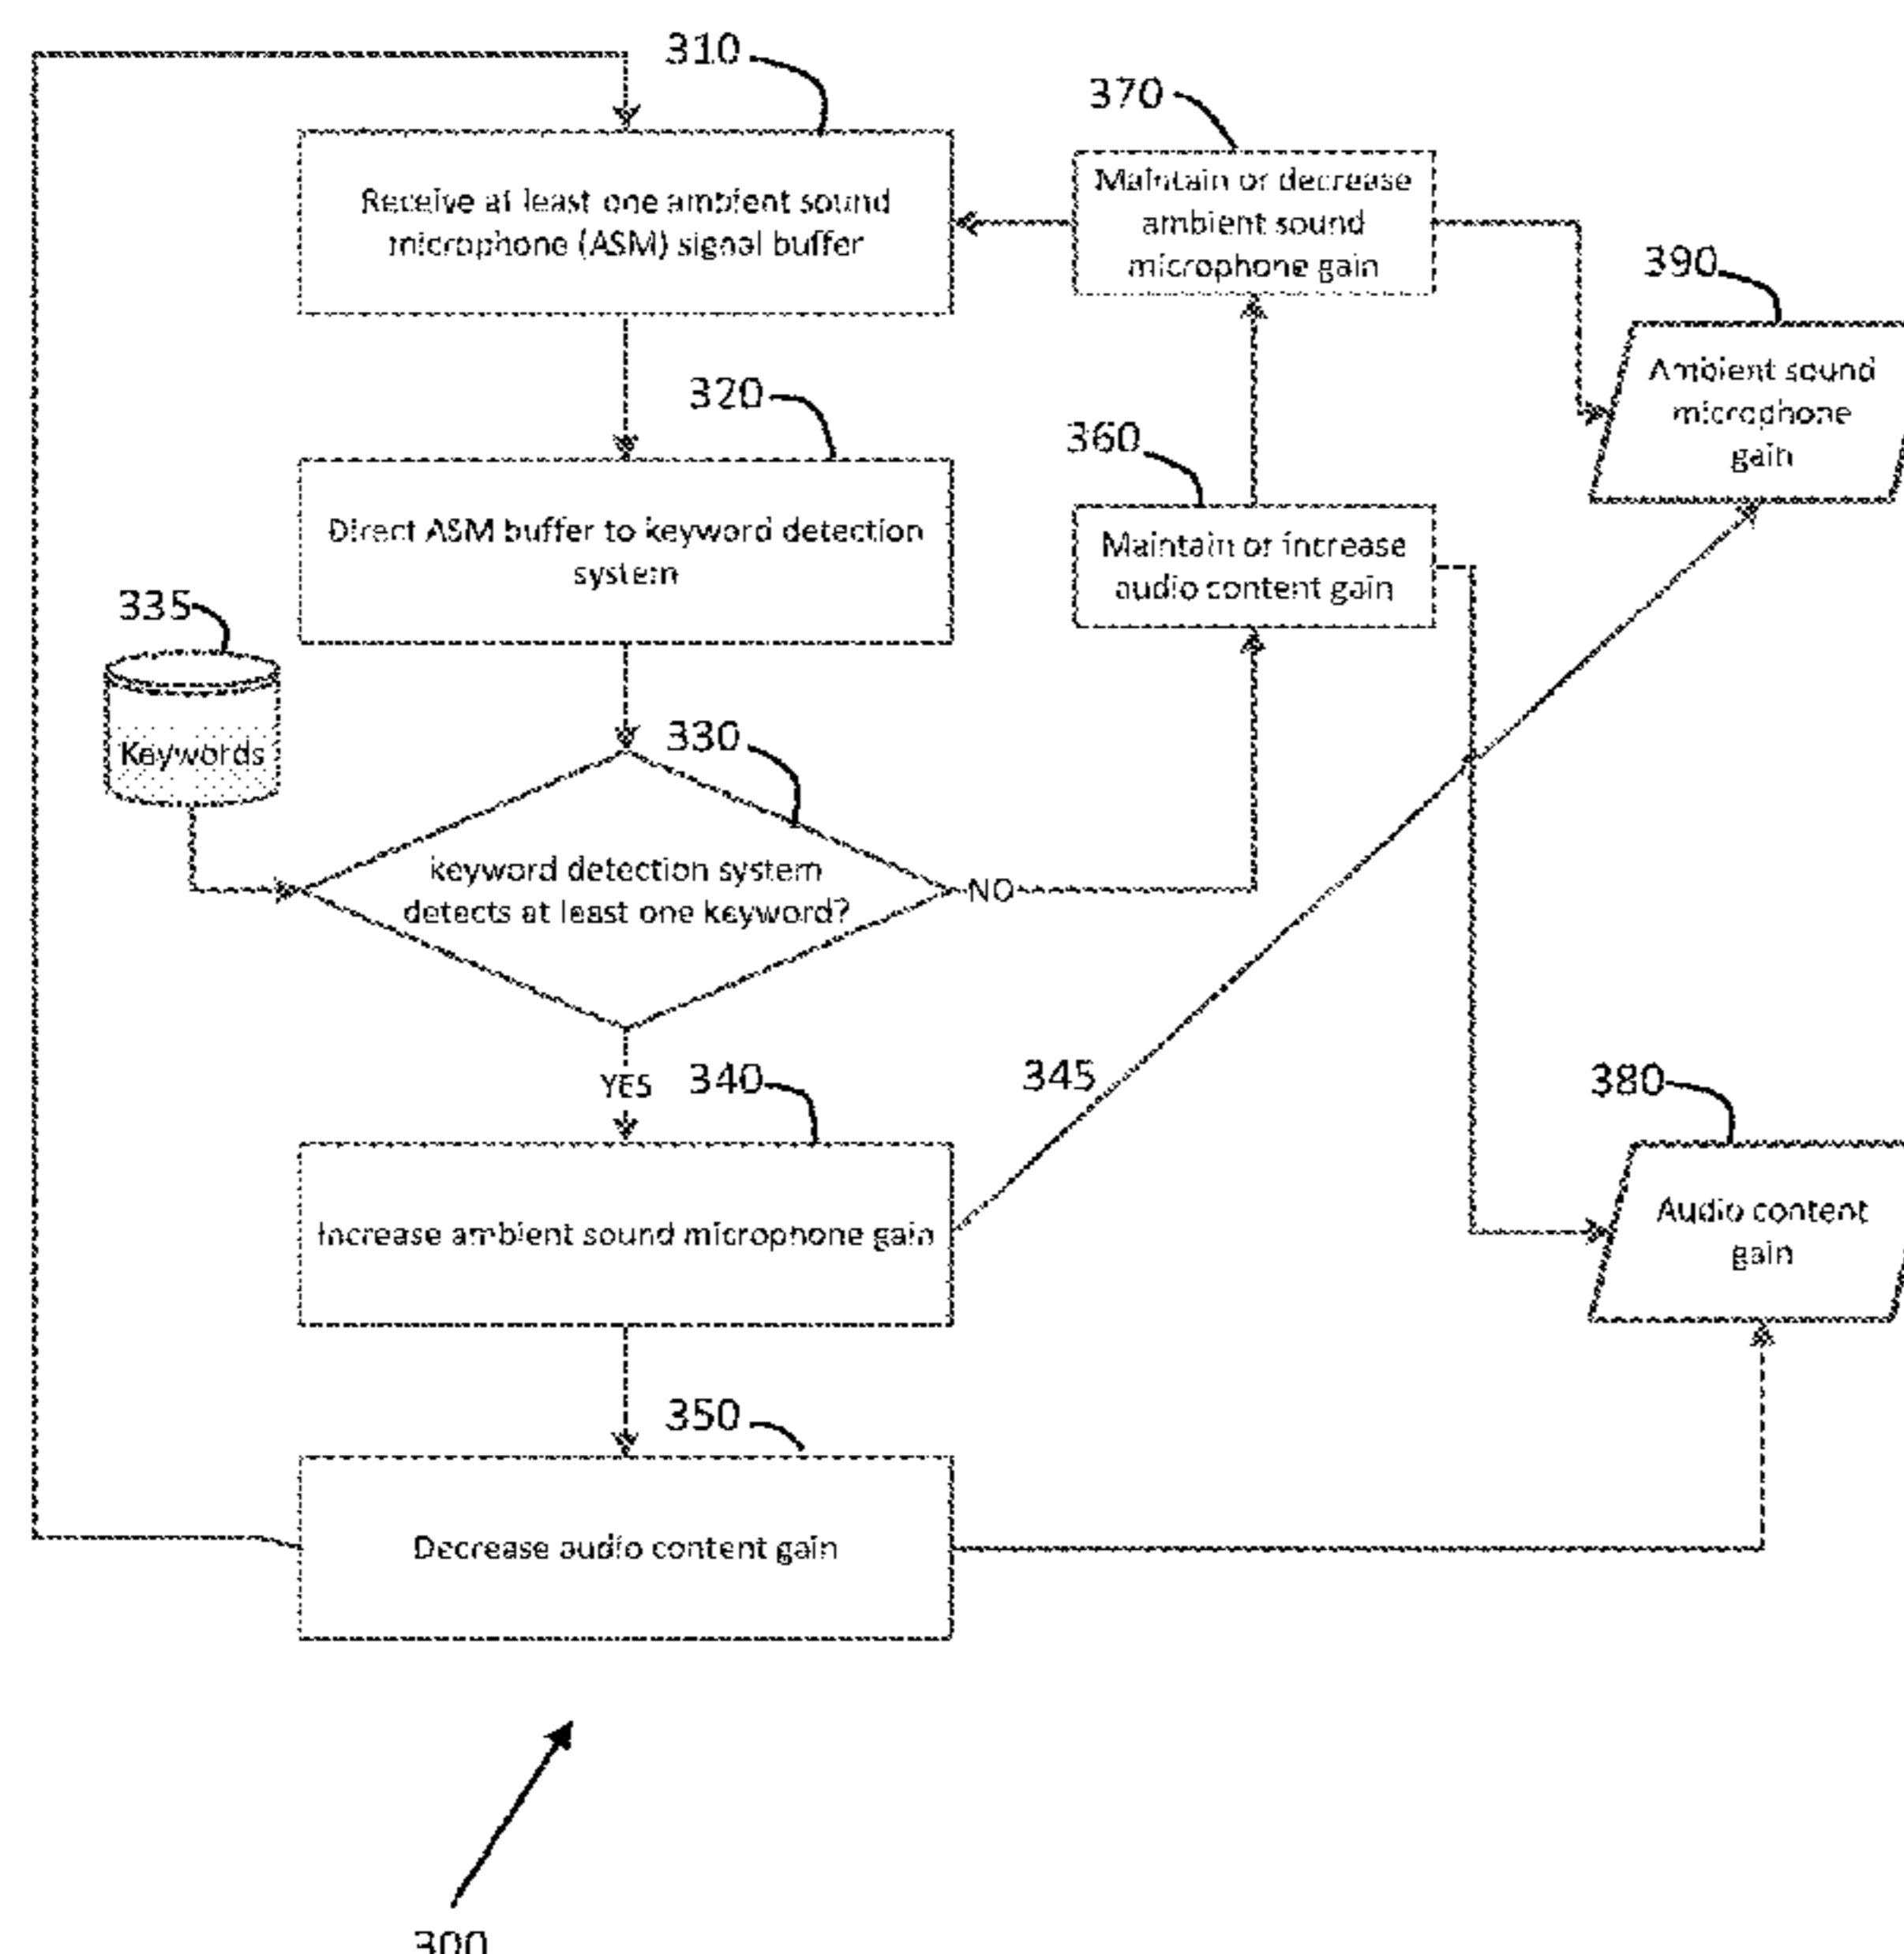 310
Receive at least one ambient sound
microphone (ASM) signal buffer
370
Maintain or decrease
ambient sound
microphone gain
390
Ambient sound
microphone
gain
320
Direct ASM buffer to keyword detection
system
360
Maintain or increase
audio content gain
335
Keywords
330
keyword detection system
detects at least one keyword?
NO
YES
340
Increase ambient sound microphone gain
345
380
Audio content
gain
350
Decrease audio content gain
300